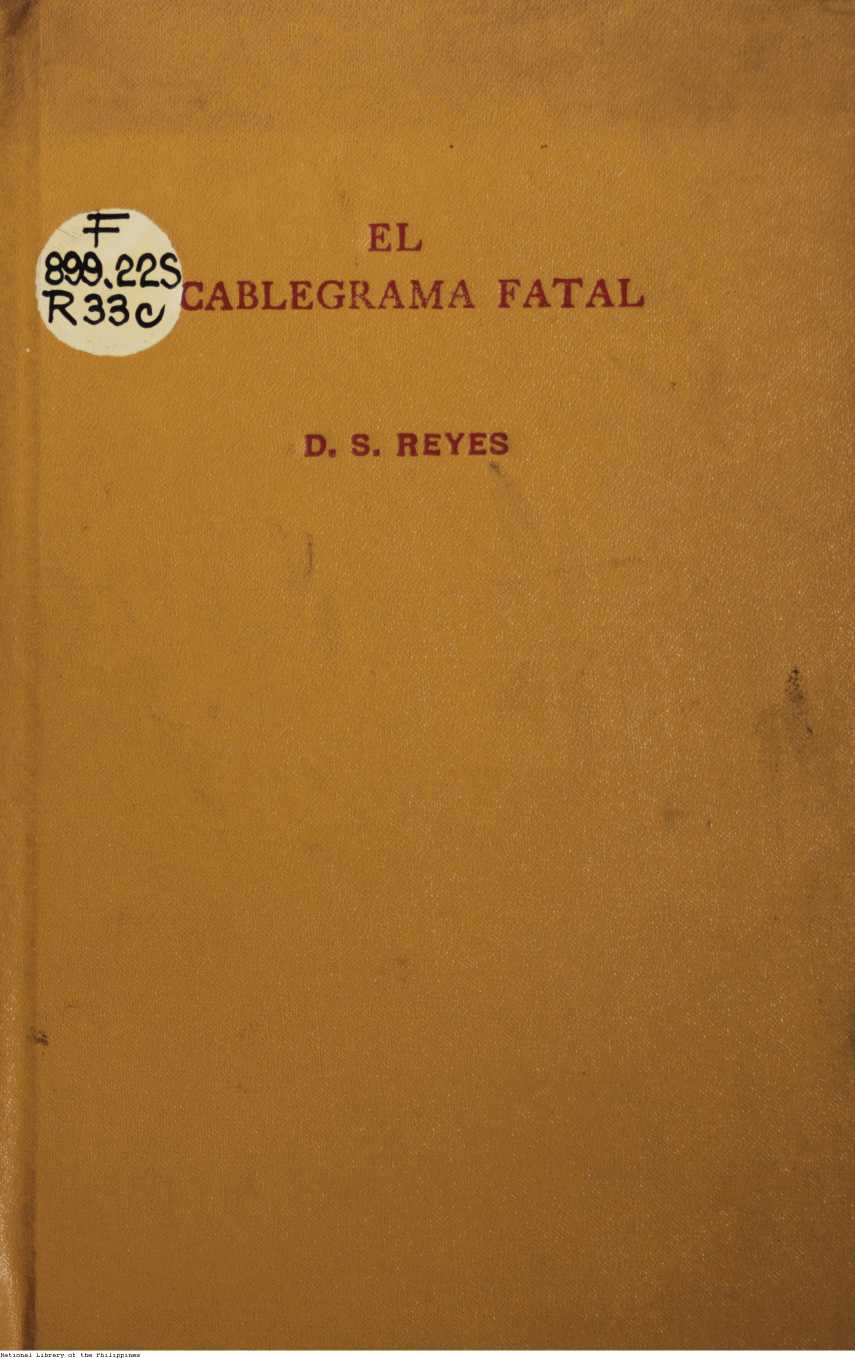 EL
CABLEGRAMA FATAL
D. S. REYES
F
899.22S
R33c
National Library of the Philippines